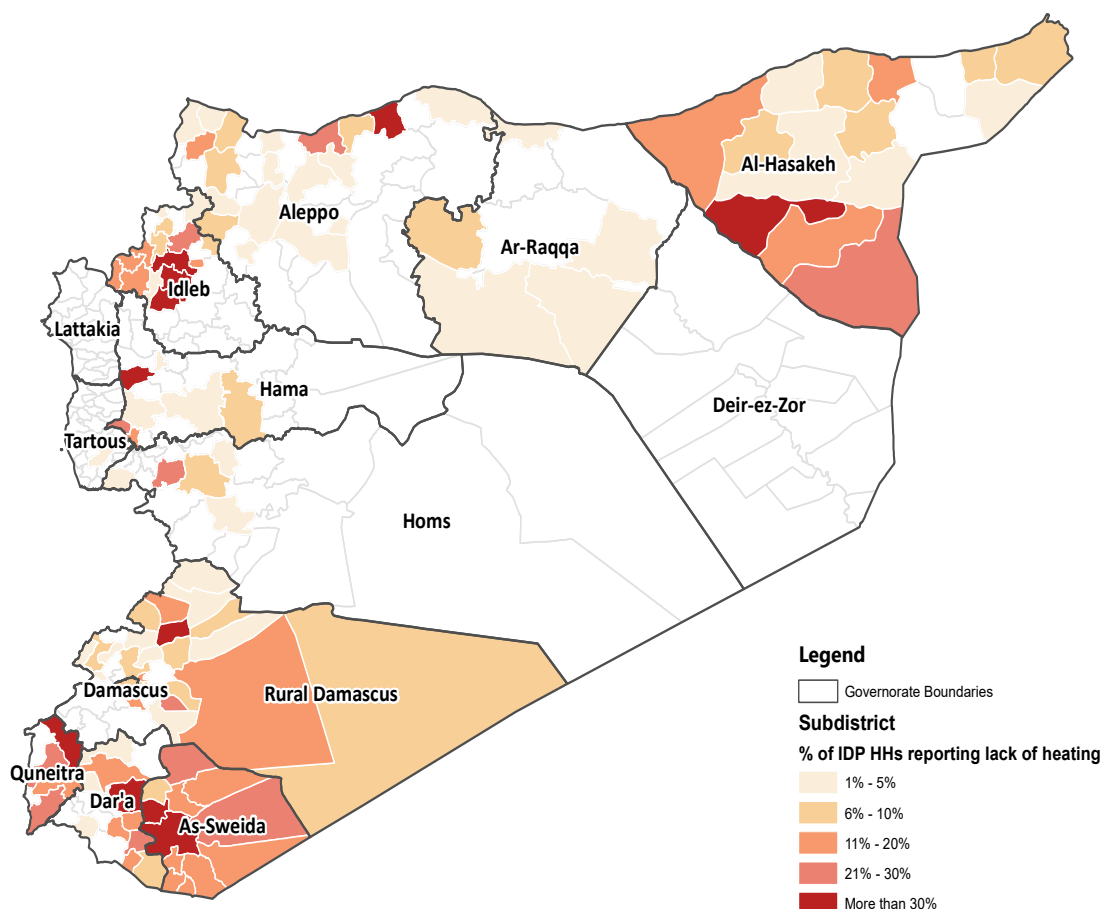 Al-Hasakeh
Aleppo
Ar-Raqqa
Idleb
Lattakia
Hama
Deir-ez-Zor
Tartous
Homs
Damascus
Rural Damascus
Quneitra
Dar'a
As-Sweida
Legend
Governorate Boundaries
Subdistrict
% of IDP HHs reporting lack of heating
1% - 5%
6% - 10%
11% - 20%
21% - 30%
More than 30%